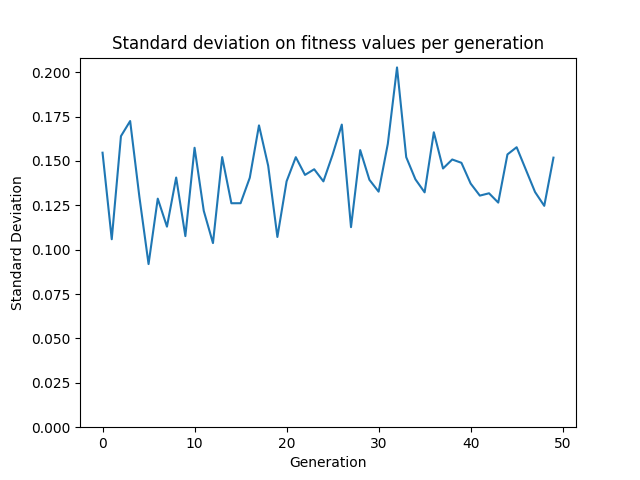 Standard deviation on fitness values per generation
0.200
0.175
0.150
0.125
0.100
0.075
0.050
0.025
0.000
Standard Deviation
0 10 20 30 40 50
Generation